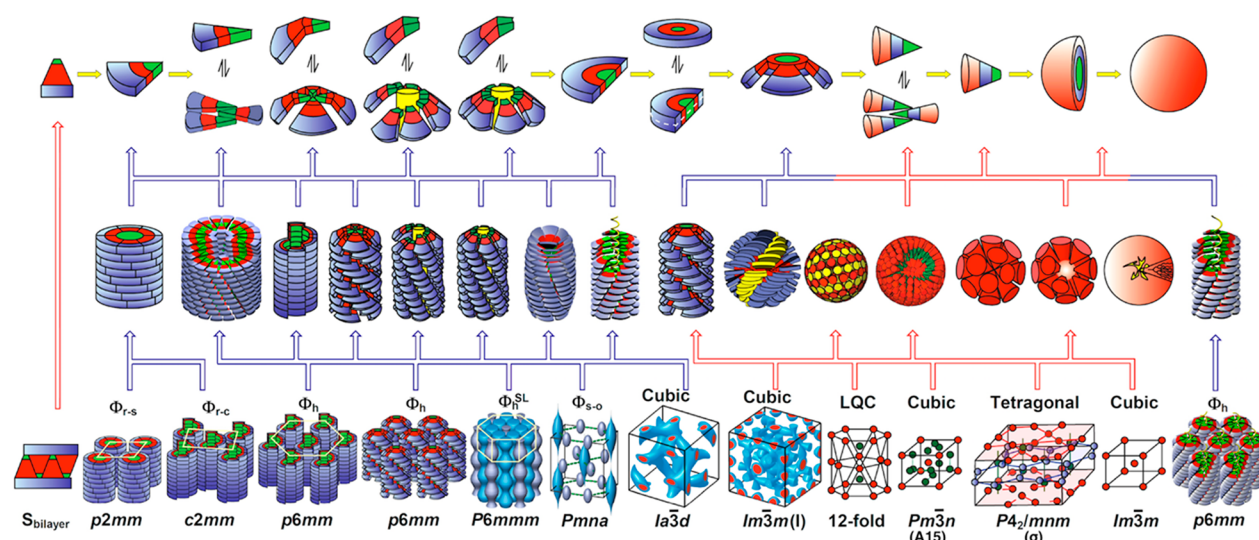 Φr-s
Φr-c
Φh
Φh
ΦhSL
Φs-o
Cubic
Cubic
LQC
Cubic
Tetragonal
Cubic
Φh
Sbilayer
p2mm
c2mm
p6mm
p6mm
P6mmm
Pmna
Ia3̅d
Im3̅m(I)
12-fold
Pm3̅n
(A15)
P42/mnm
(σ)
Im3̅m
p6mm